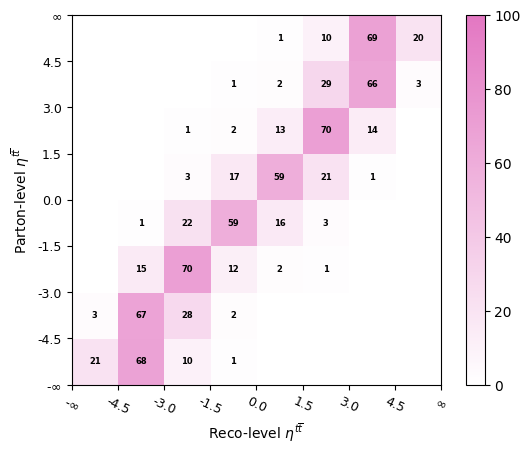 ∞ 1 10 69 20 100
4.5 1 2 29 66 3
3.0 1 2 13 70 14 80
1.5 3 17 59 21 1 60
0.0 1 22 59 16 3
-1.5 15 70 12 2 1 40
-3.0 3 67 28 2 20
-4.5 21 68 10 1
-∞ 0
-∞ -4.5 -3.0 -1.5 0.0 1.5 3.0 4.5 ∞
Parton-level η^{tt̅}
Reco-level η^{tt̅}